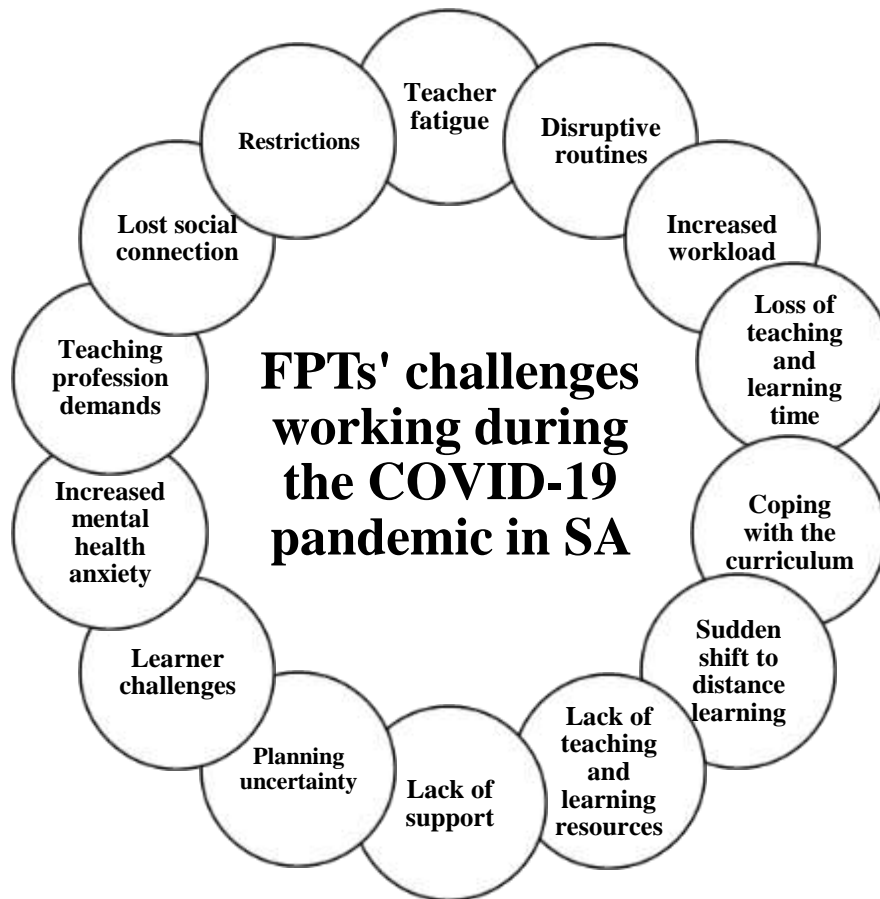 Teacher
fatigue
Disruptive
routines
Increased
workload
Loss of
teaching
and
learning
time
Coping
with the
curriculum
Sudden
shift to
distance
learning
Lack of
teaching
and
learning
resources
Lack of
support
Planning
uncertainty
Learner
challenges
Increased
mental
health
anxiety
Teaching
profession
demands
Lost social
connection
Restrictions
FPTs' challenges
working during
the COVID-19
pandemic in SA